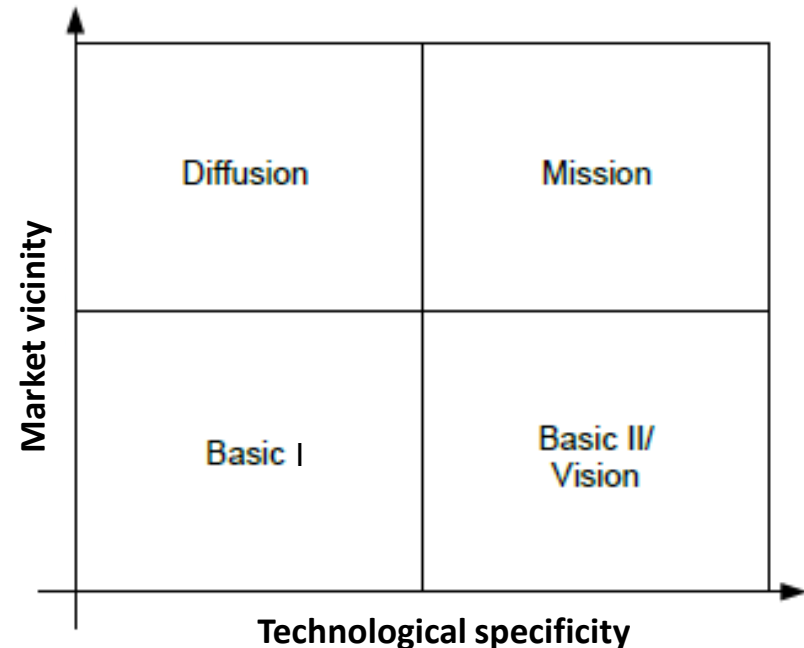 Diffusion
Mission
Market vicinity
Basic I
Basic II/
Vision
Technological specificity